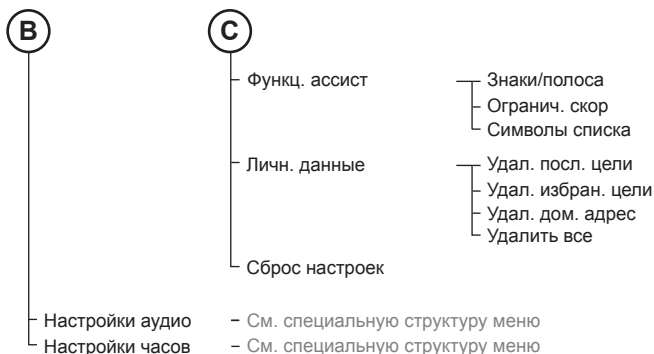 B
C
Функц. ассист
Знаки/полоса
Огранич. скор
Символы списка
Личн. данные
Удал. посл. цели
Удал. избран. цели
Удал. дом. адрес
Удалить все
Сброс настроек
Настройки аудио – См. специальную структуру меню
Настройки часов – См. специальную структуру меню